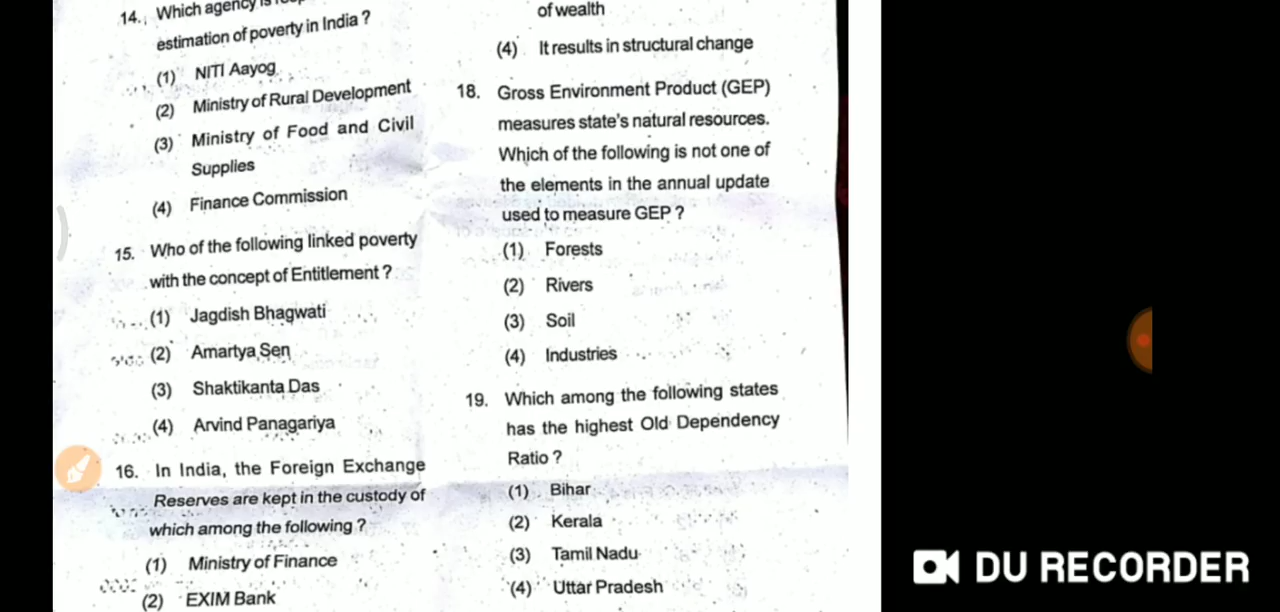 14. Which agency is
estimation of poverty in India ?
(1) NITI Aayog
(2) Ministry of Rural Development
(3) Ministry of Food and Civil
Supplies
(4) Finance Commission
15. Who of the following linked poverty
with the concept of Entitlement ?
(1) Jagdish Bhagwati
(2) Amartya Sen
(3) Shaktikanta Das
(4) Arvind Panagariya
16. In India, the Foreign Exchange
Reserves are kept in the custody of
which among the following ?
(1) Ministry of Finance
(2) EXIM Bank
of wealth
(4) It results in structural change
18. Gross Environment Product (GEP)
measures state's natural resources.
Which of the following is not one of
the elements in the annual update
used to measure GEP ?
(1) Forests
(2) Rivers
(3) Soil
(4) Industries
19. Which among the following states
has the highest Old Dependency
Ratio ?
(1) Bihar
(2) Kerala
(3) Tamil Nadu
(4) Uttar Pradesh
DU RECORDER